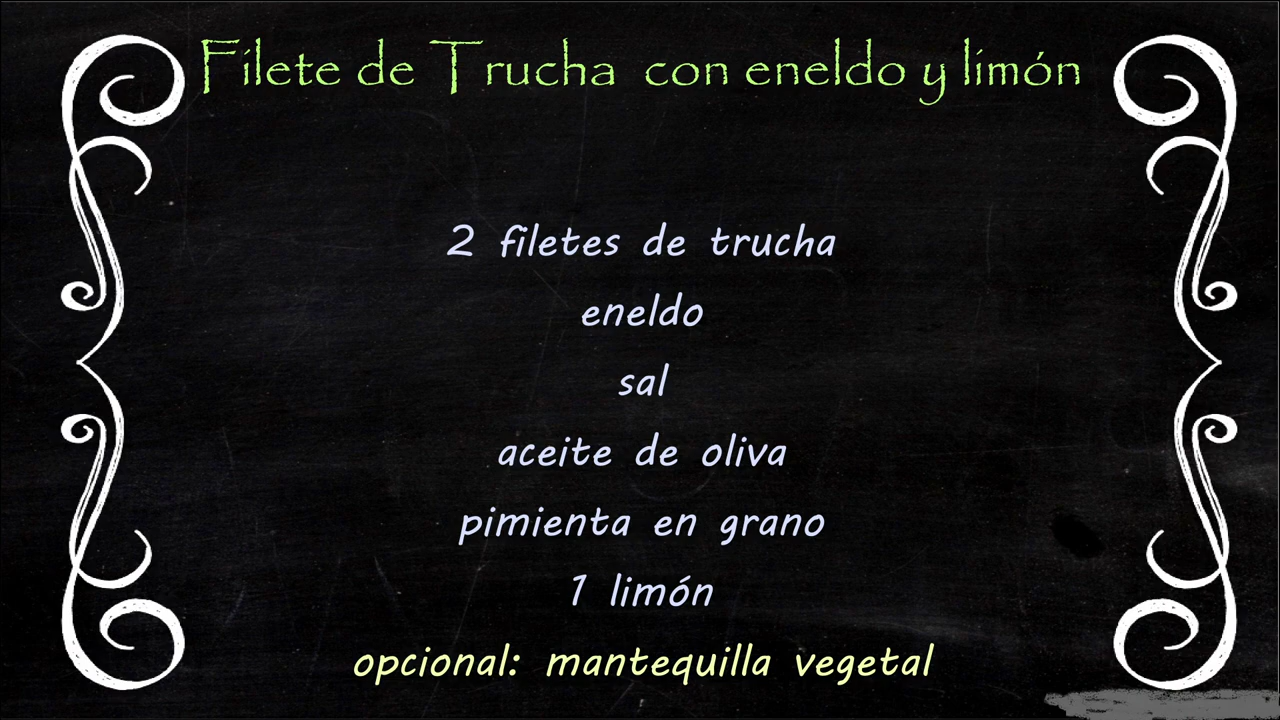 Filete de Trucha con eneldo y limón
2 filetes de trucha
eneldo
sal
aceite de oliva
pimienta en grano
1 limón
opcional: mantequilla vegetal